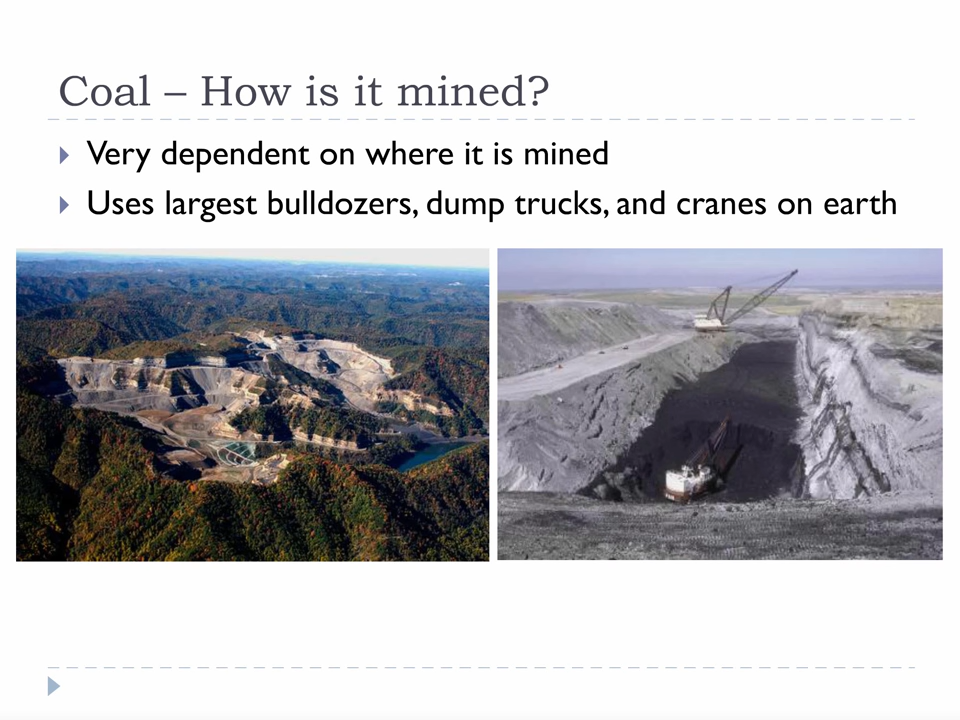 Coal – How is it mined?
Very dependent on where it is mined
Uses largest bulldozers, dump trucks, and cranes on earth